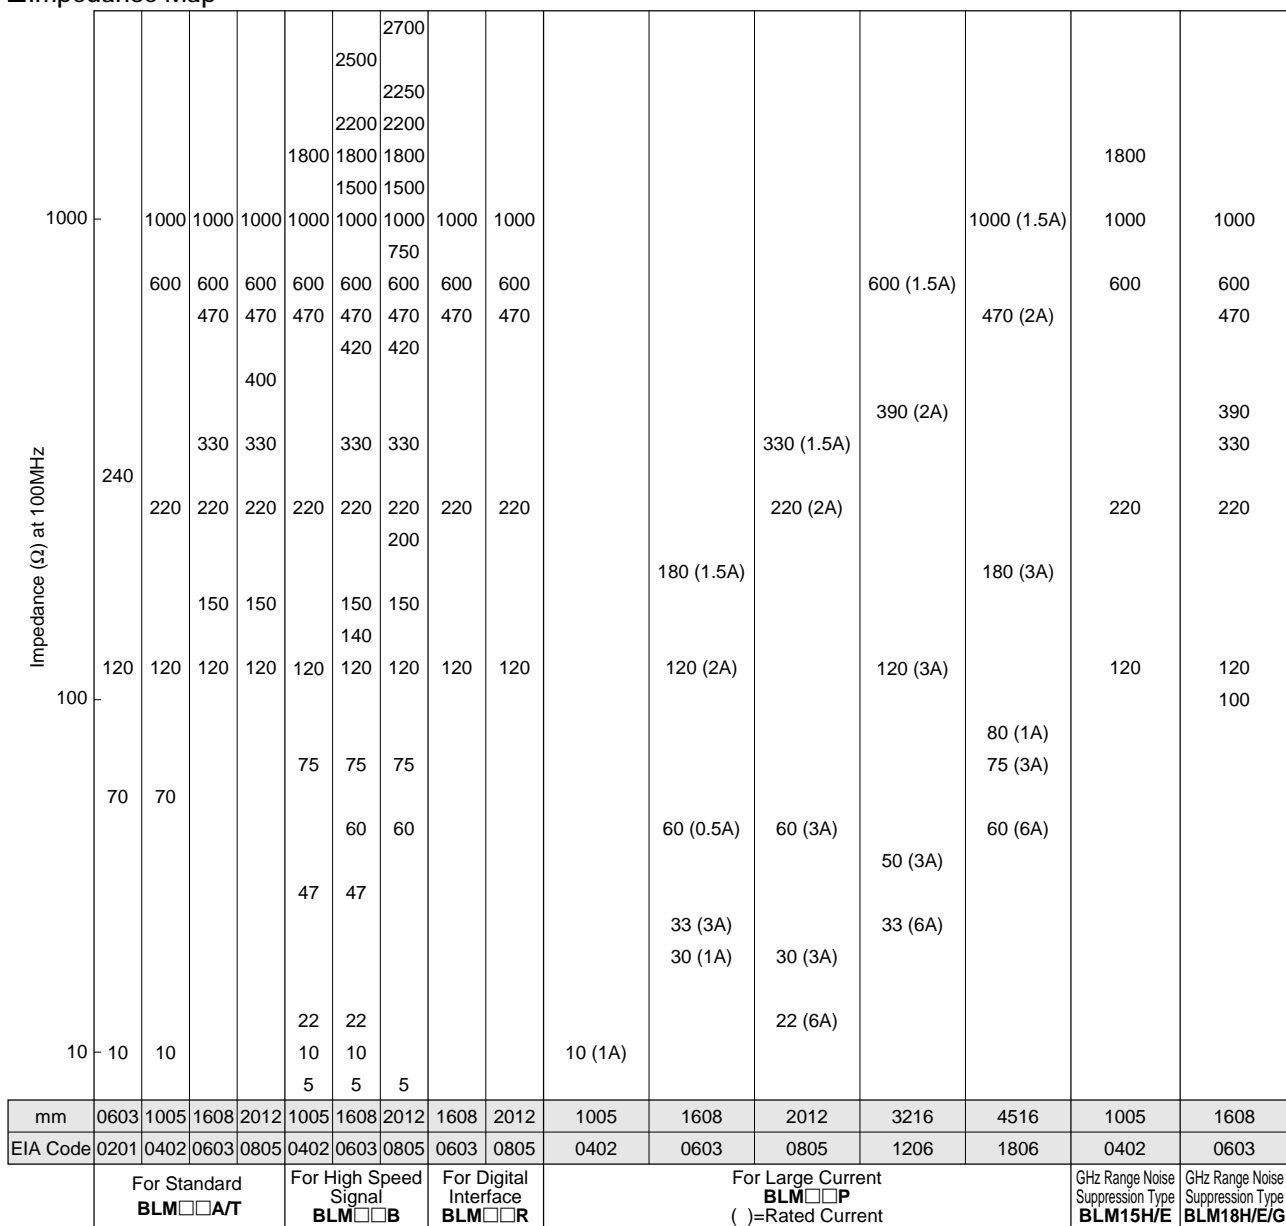 Impedance Map
2700
2500
2250
2200 2200
1800 1800 1800 1800
1500 1500
1000 1000 1000 1000 1000 1000 1000 1000 1000 1000 (1.5A) 1000 1000
750
600 600 600 600 600 600 600 600 600 (1.5A) 600 600
470 470 470 470 470 470 470 470 (2A) 470
420 420
400
390 (2A) 390
330 330 330 330 330 (1.5A) 330
240
220 220 220 220 220 220 220 220 220 (2A) 220 220
200
180 (1.5A) 180 (3A)
150 150 150 150
140
120 120 120 120 120 120 120 120 120 120 (2A) 120 (3A) 120 120
100 100
80 (1A)
75 75 75 75 (3A)
70 70
60 60 60 (0.5A) 60 (3A) 60 (6A)
50 (3A)
47 47
33 (3A) 33 (6A)
30 (1A) 30 (3A)
22 22 22 (6A)
10 10 10 10 10 10 (1A)
5 5 5
Impedance (Ω) at 100MHz
mm 0603 1005 1608 2012 1005 1608 2012 1608 2012 1005 1608 2012 3216 4516 1005 1608
EIA Code 0201 0402 0603 0805 0402 0603 0805 0603 0805 0402 0603 0805 1206 1806 0402 0603
For Standard
BLM□□A/T
For High Speed
Signal
BLM□□B
For Digital
Interface
BLM□□R
For Large Current
BLM□□P
( )=Rated Current
GHz Range Noise
Suppression Type
BLM15H/E
GHz Range Noise
Suppression Type
BLM18H/E/G